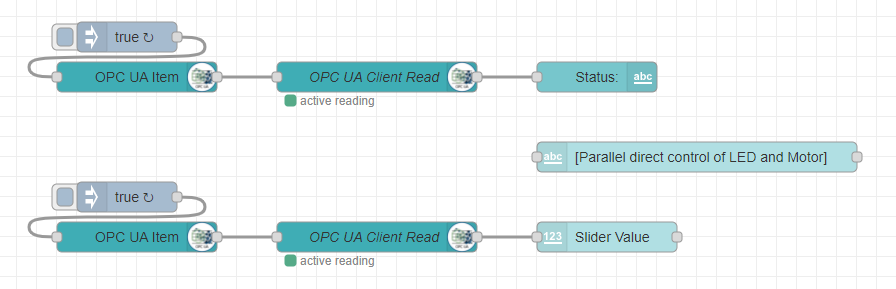 true ↻
OPC UA Item
OPC UA Client Read
Status:
abc
active reading
abc
[Parallel direct control of LED and Motor]
true ↻
OPC UA Item
OPC UA Client Read
123
Slider Value
active reading